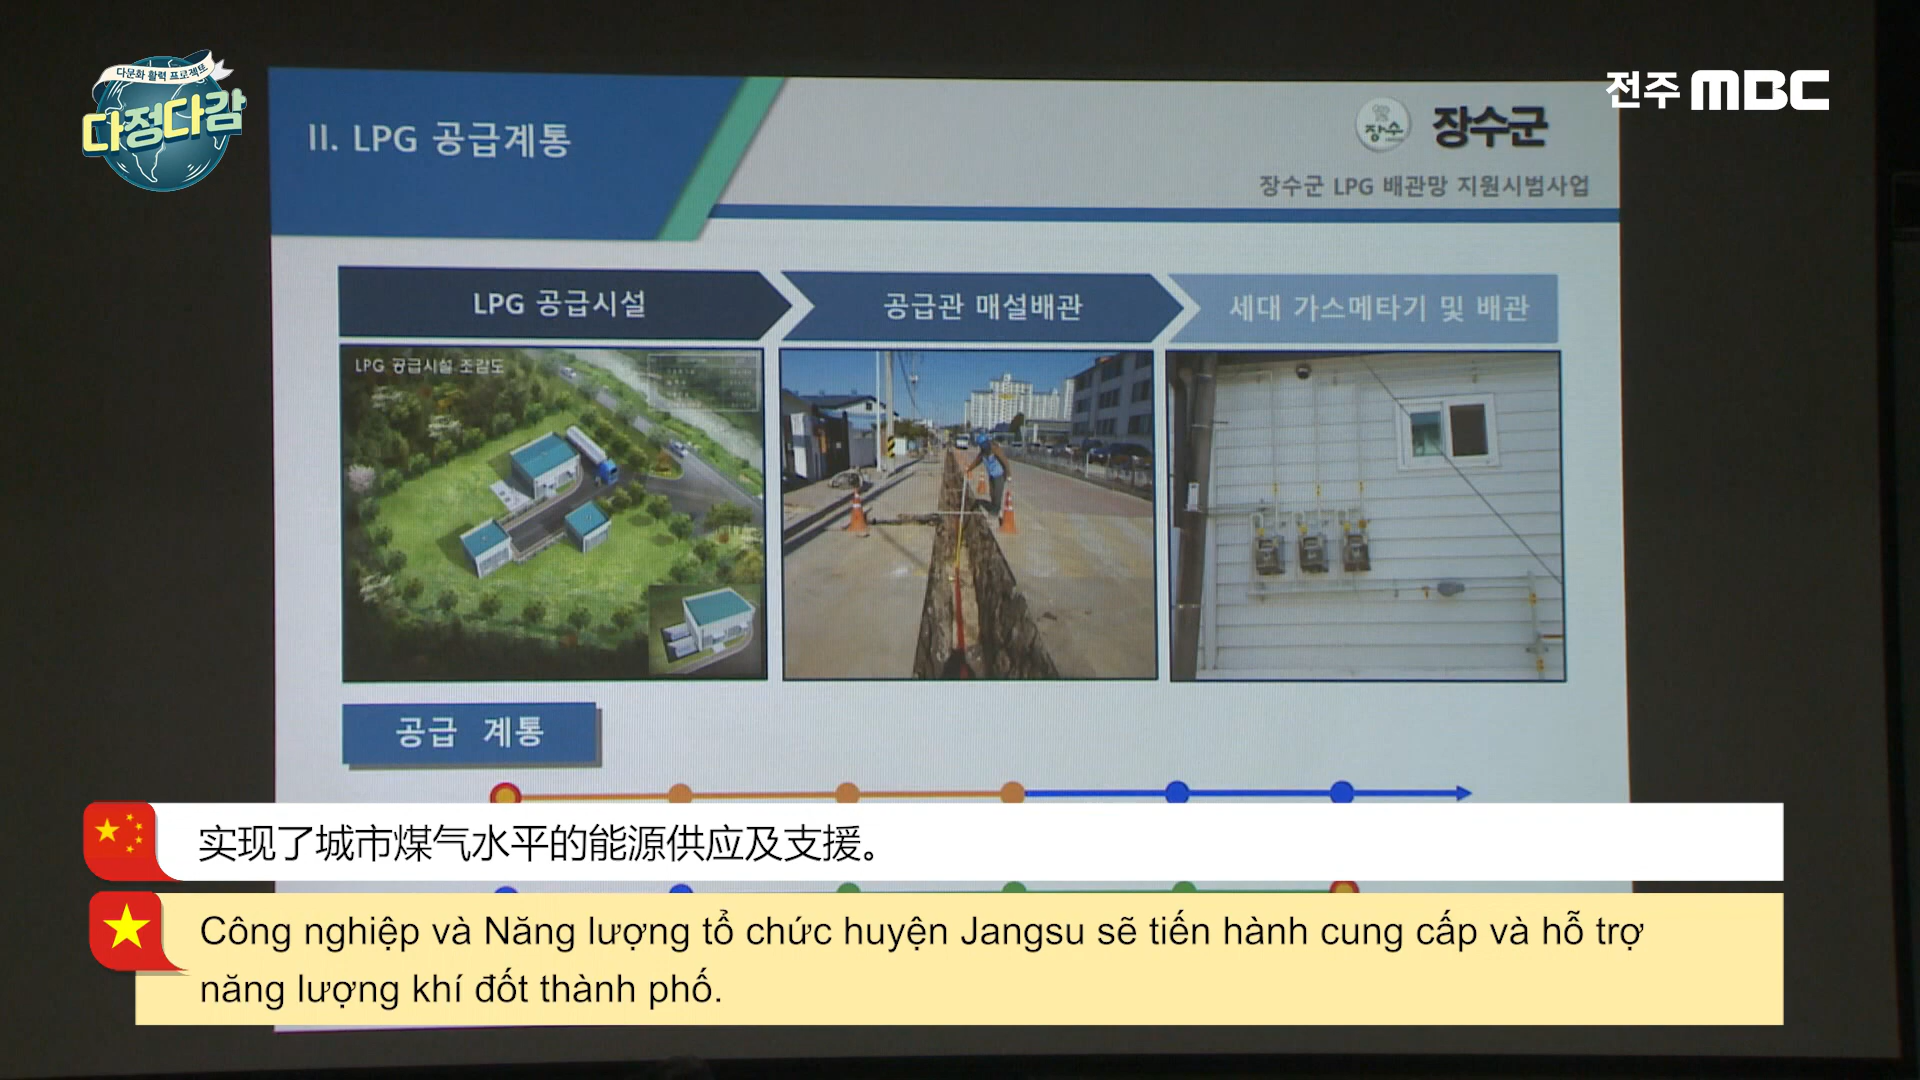 다문화 활력 프로젝트
다정다감
전주 MBC
II. LPG 공급계통
장수
장수군
장수군 LPG 배관망 지원시범사업
LPG 공급시설
공급관 매설배관
세대 가스메타기 및 배관
LPG 공급시설 조감도
공급 계통
实现了城市煤气水平的能源供应及支援。
Công nghiệp và Năng lượng tổ chức huyện Jangsu sẽ tiến hành cung cấp và hỗ trợ
năng lượng khí đốt thành phố.